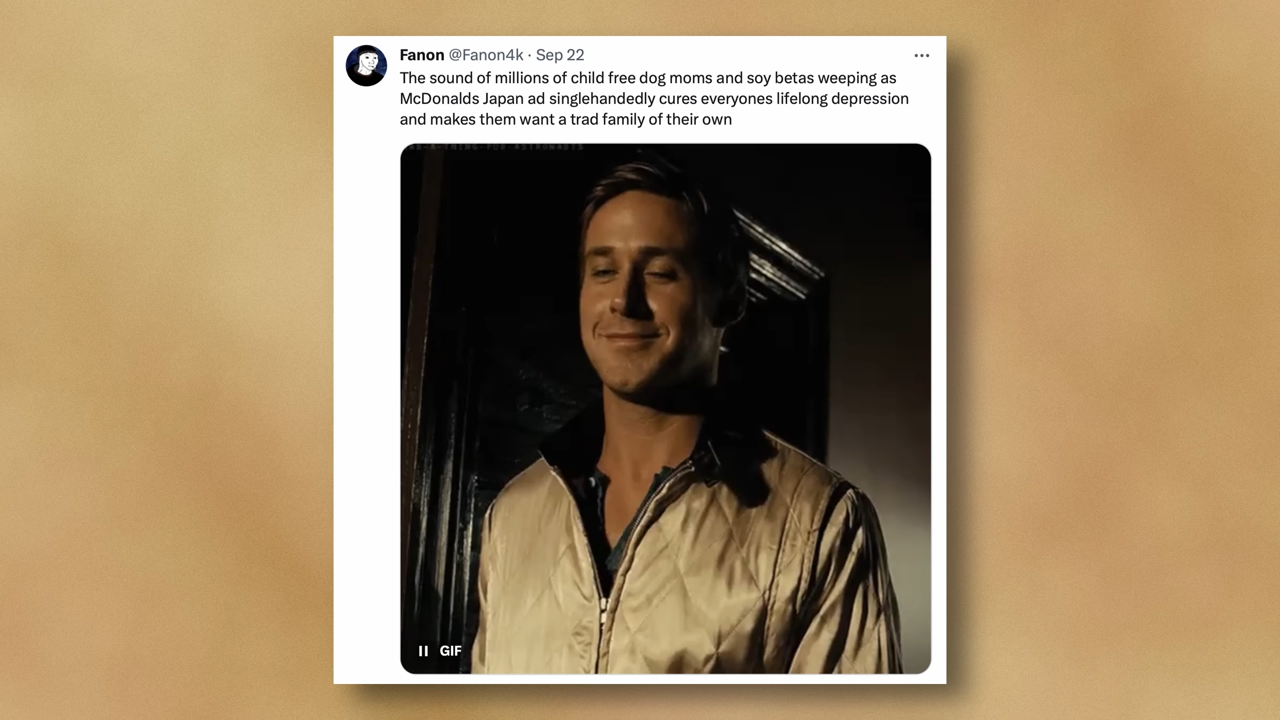 Fanon @Fanon4k · Sep 22
The sound of millions of child free dog moms and soy betas weeping as
McDonalds Japan ad singlehandedly cures everyones lifelong depression
and makes them want a trad family of their own
GIF